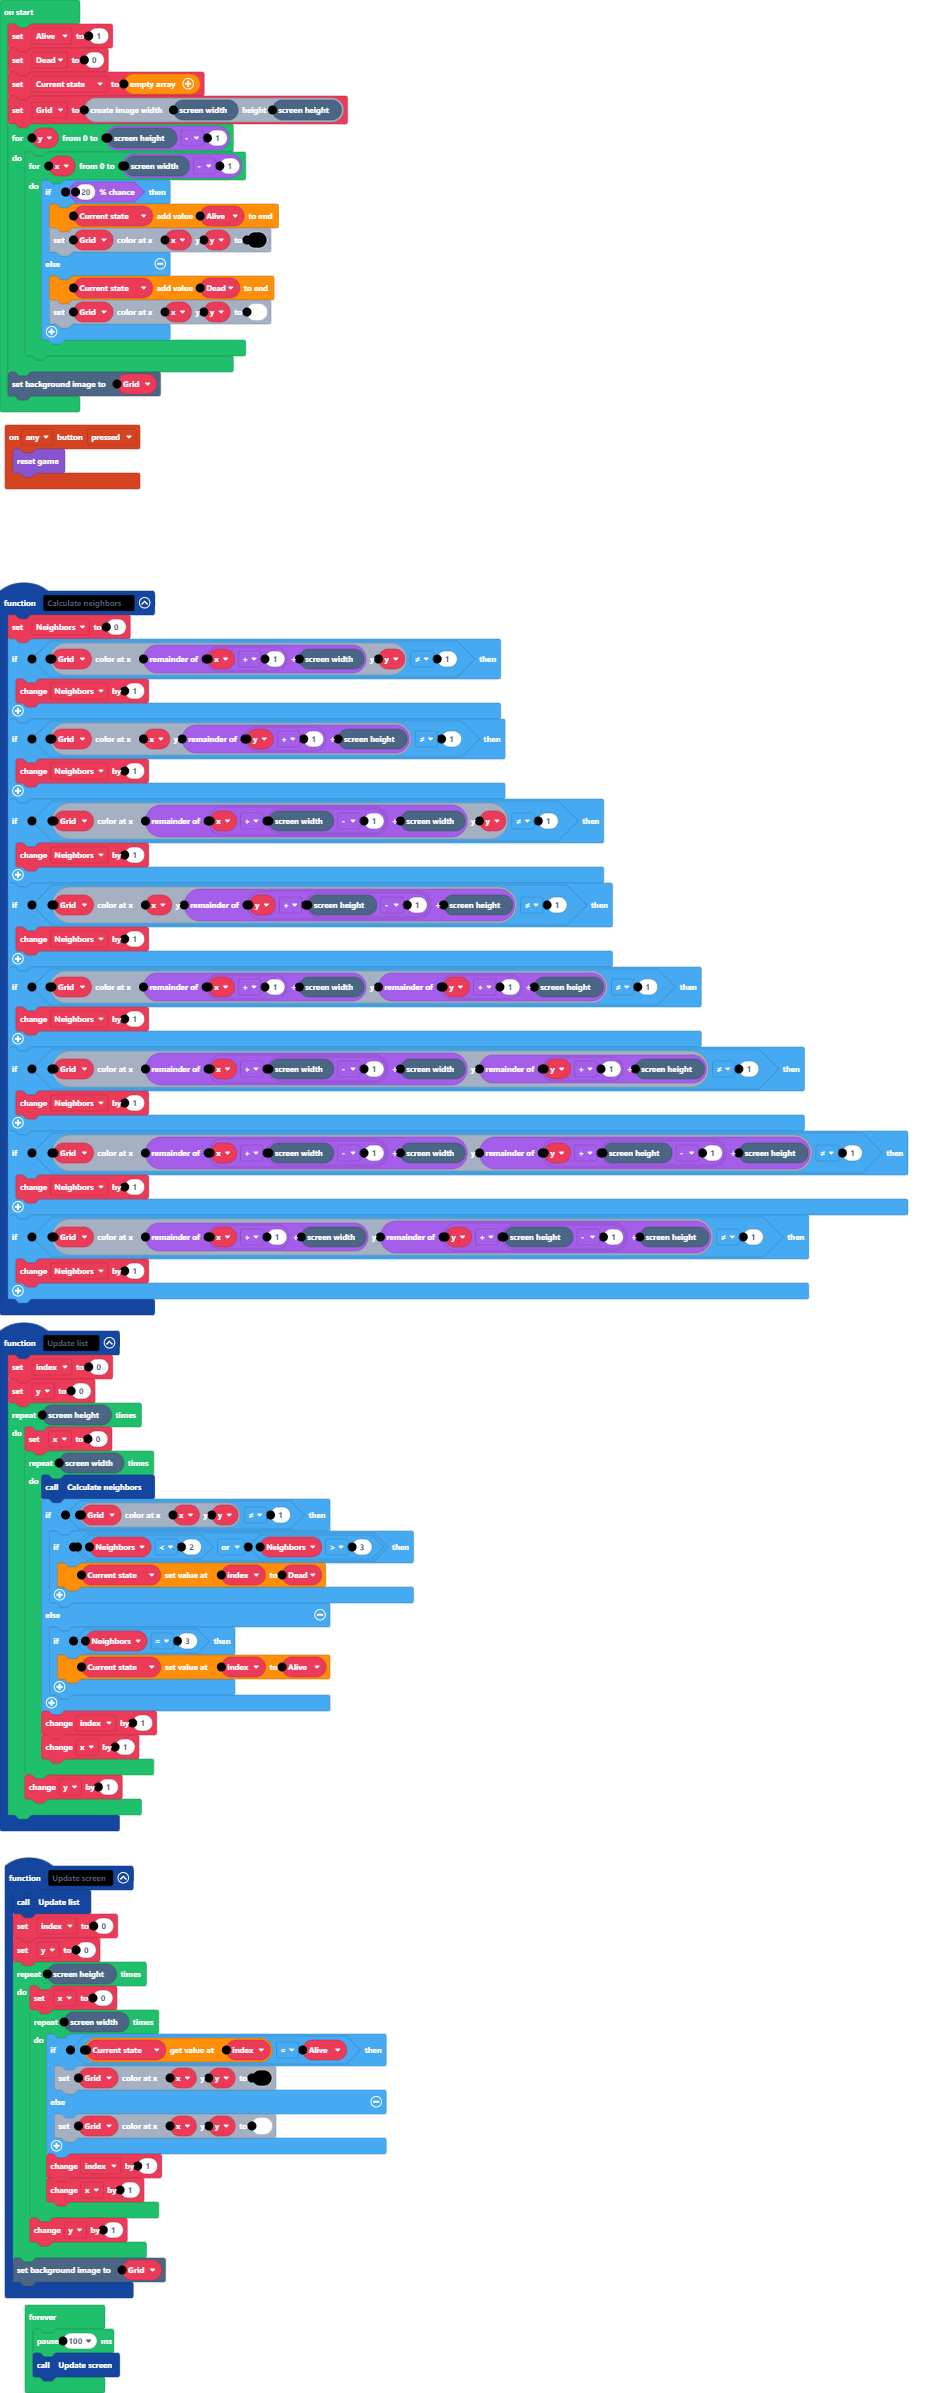 on start
set Alive to 1
set Dead to 0
set Current state to empty array
set Grid to create image width screen width height screen height
for y from 0 to screen height - 1
do
for x from 0 to screen width - 1
do
if 20 % chance then
Current state add value Alive to end
set Grid color at x x y y to
else
Current state add value Dead to end
set Grid color at x x y y to
set background image to Grid
on any button pressed
reset game
function Calculate neighbors
set Neighbors to 0
if Grid color at x remainder of x + 1 ÷ screen width y y ≠ 1 then
change Neighbors by 1
if Grid color at x x y remainder of y + 1 ÷ screen height ≠ 1 then
change Neighbors by 1
if Grid color at x remainder of x + screen width - 1 ÷ screen width y y ≠ 1 then
change Neighbors by 1
if Grid color at x x y remainder of y + screen height - 1 ÷ screen height ≠ 1 then
change Neighbors by 1
if Grid color at x remainder of x + 1 ÷ screen width y remainder of y + 1 ÷ screen height ≠ 1 then
change Neighbors by 1
if Grid color at x remainder of x + screen width - 1 ÷ screen width y remainder of y + 1 ÷ screen height ≠ 1 then
change Neighbors by 1
if Grid color at x remainder of x + screen width - 1 ÷ screen width y remainder of y + screen height - 1 ÷ screen height ≠ 1 then
change Neighbors by 1
if Grid color at x remainder of x + 1 ÷ screen width y remainder of y + screen height - 1 ÷ screen height ≠ 1 then
change Neighbors by 1
function Update list
set index to 0
set y to 0
repeat screen height times
do
set x to 0
repeat screen width times
do
call Calculate neighbors
if Grid color at x x y y ≠ 1 then
if Neighbors < 2 or Neighbors > 3 then
Current state set value at index to Dead
else
if Neighbors = 3 then
Current state set value at index to Alive
change index by 1
change x by 1
change y by 1
function Update screen
call Update list
set index to 0
set y to 0
repeat screen height times
do
set x to 0
repeat screen width times
do
if Current state get value at index = Alive then
set Grid color at x x y y to
else
set Grid color at x x y y to
change index by 1
change x by 1
change y by 1
set background image to Grid
forever
pause 100 ms
call Update screen